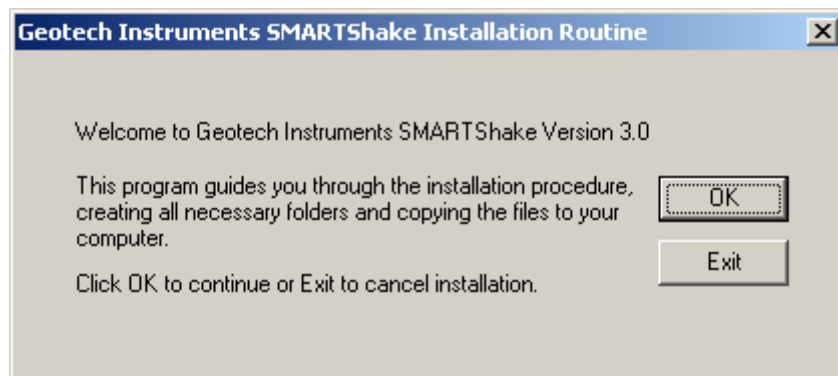 Geotech Instruments SMARTShake Installation Routine
Welcome to Geotech Instruments SMARTShake Version 3.0
This program guides you through the installation procedure,
creating all necessary folders and copying the files to your
computer.
Click OK to continue or Exit to cancel installation.
OK
Exit